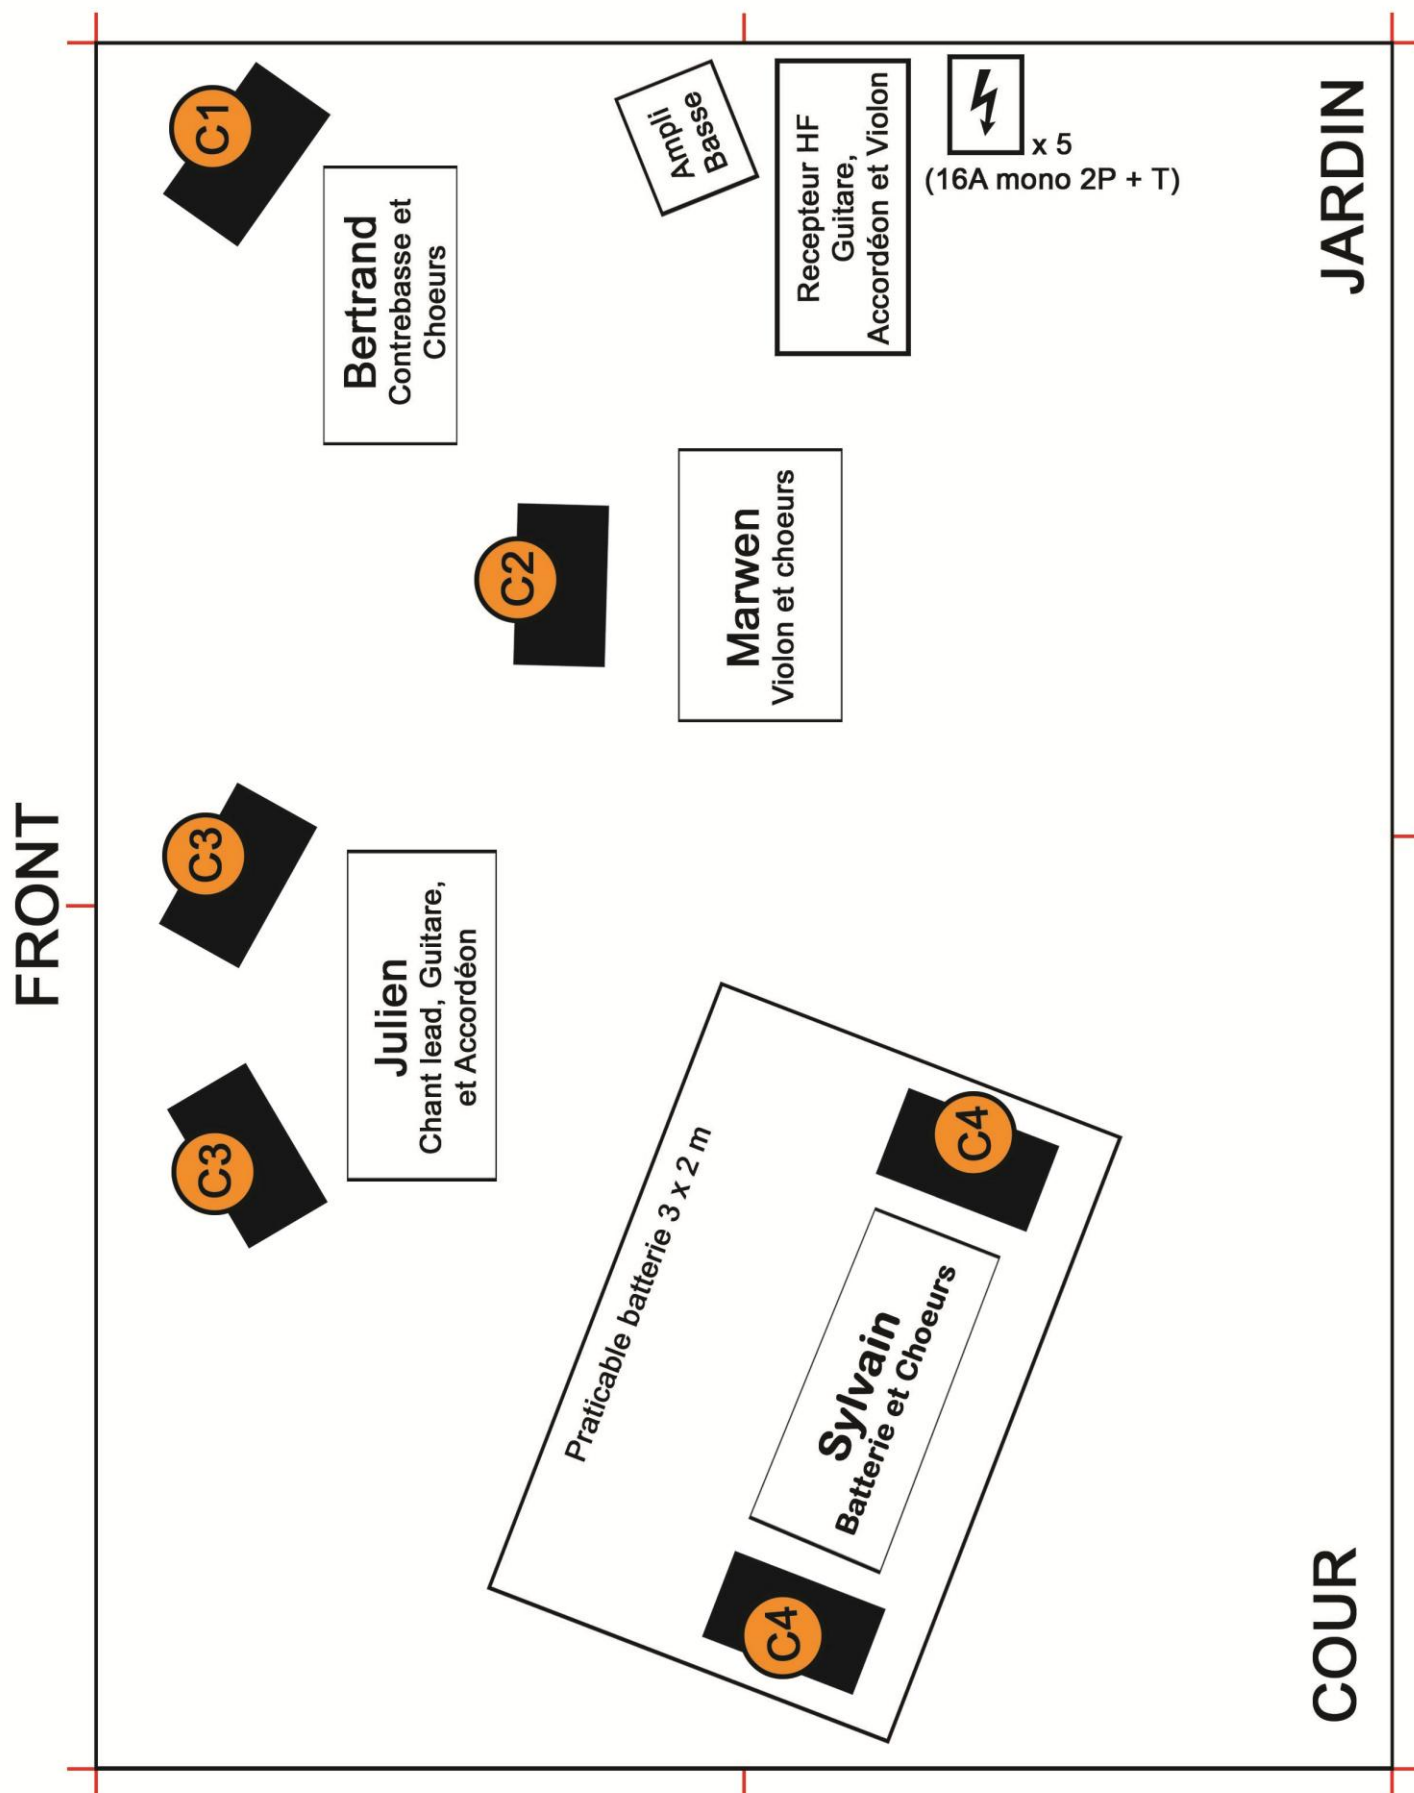 FRONT
C1
Bertrand
Contrebasse et
Choeurs
Ampli
Basse
Recepteur HF
Guitare,
Accordéon et Violon
x 5
(16A mono 2P + T)
JARDIN
C2
Marwen
Violon et choeurs
C3
C3
Julien
Chant lead, Guitare,
et Accordéon
Praticable batterie 3 x 2 m
C4
Sylvain
Batterie et Choeurs
C4
COUR